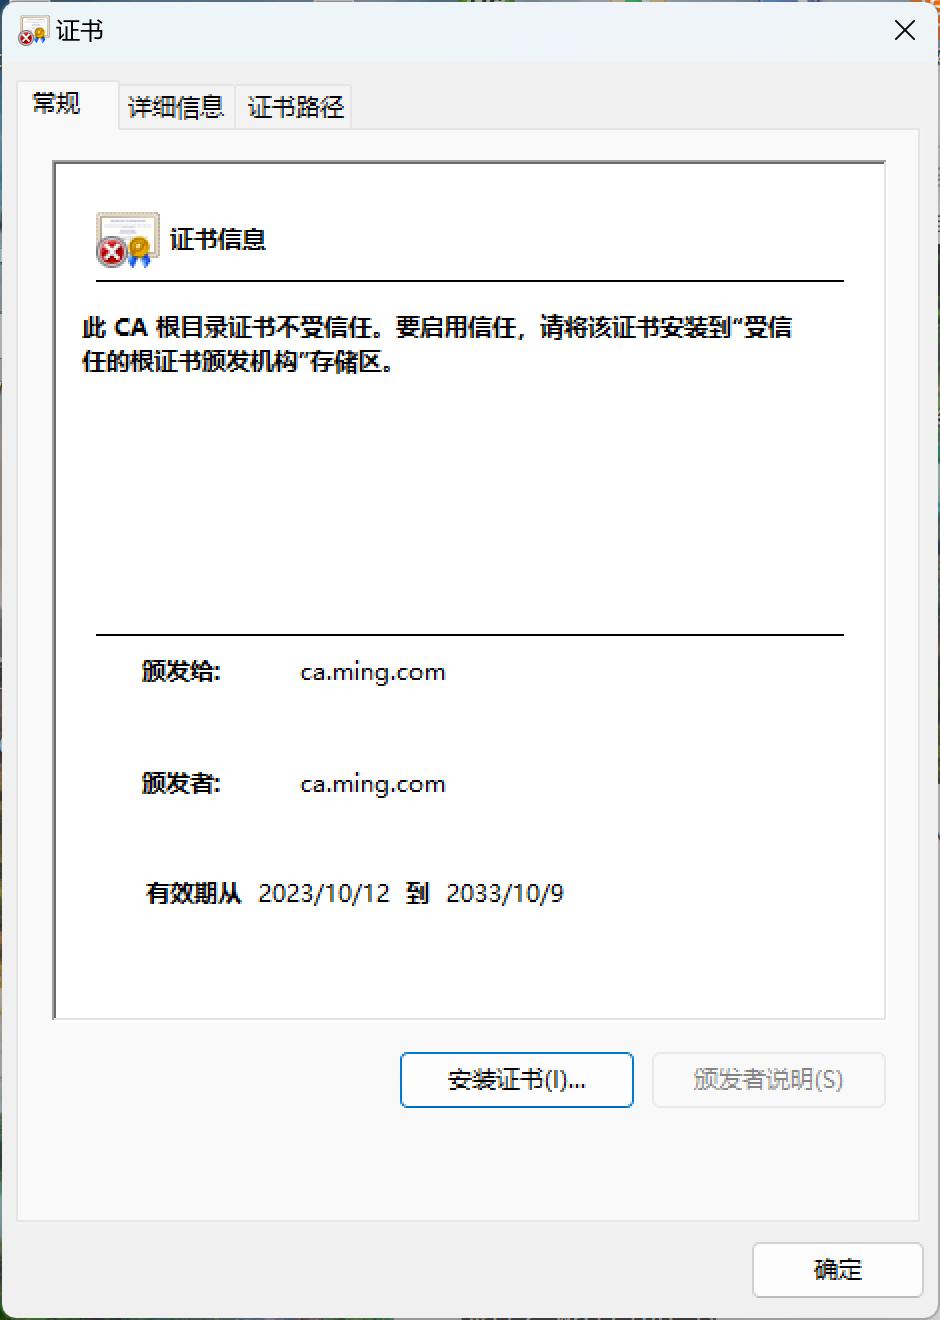 证书
常规
详细信息
证书路径
证书信息
此 CA 根目录证书不受信任。要启用信任，请将该证书安装到“受信
任的根证书颁发机构”存储区。
颁发给: ca.ming.com
颁发者: ca.ming.com
有效期从 2023/10/12 到 2033/10/9
安装证书(I)...
颁发者说明(S)
确定